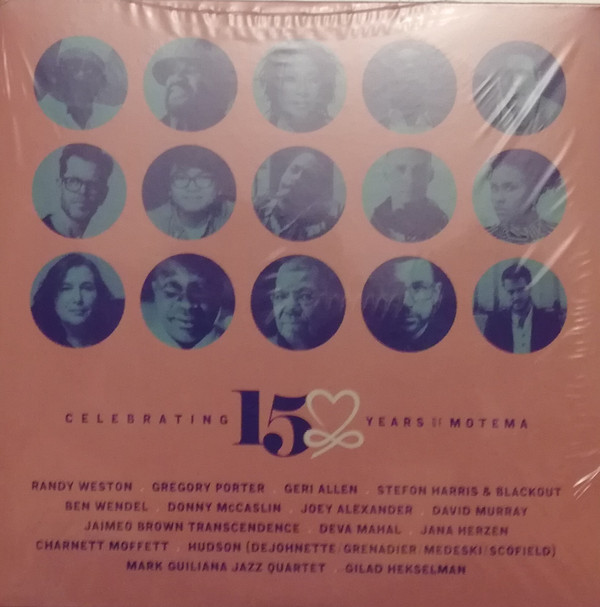 CELEBRATING 15 YEARS OF MOTEMA
RANDY WESTON . GREGORY PORTER . GERI ALLEN . STEFON HARRIS & BLACKOUT
BEN WENDEL . DONNY McCASLIN . JOEY ALEXANDER . DAVID MURRAY
JAIMEO BROWN TRANSCENDENCE . DEVA MAHAL . JANA HERZEN
CHARNETT MOFFETT . HUDSON (DEJOHNETTE/GRENADIER/MEDESKI/SCOFIELD)
MARK GUILIANA JAZZ QUARTET . GILAD HEKSELMAN